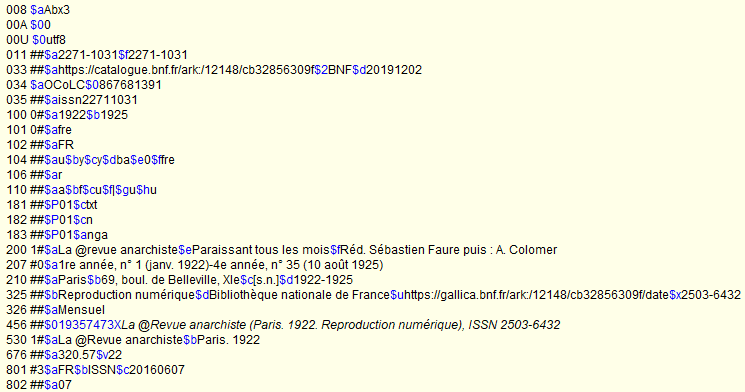 008 $aAbx3
00A $00
00U $0utf8
011 ##$a2271-1031$f2271-1031
033 ##$ahttps://catalogue.bnf.fr/ark:/12148/cb32856309f$2BNF$d20191202
034 $aOCoLC$0867681391
035 ##$aissn22711031
100 0#$a1922$b1925
101 0#$afre
102 ##$aFR
104 ##$au$by$cy$dba$e0$ffre
106 ##$ar
110 ##$aa$bf$cu$f|$gu$hu
181 ##$P01$ctxt
182 ##$P01$cn
183 ##$P01$anga
200 1#$aLa @revue anarchiste$eParaissant tous les mois$fRéd. Sébastien Faure puis : A. Colomer
207 #0$a1re année, n° 1 (janv. 1922)-4e année, n° 35 (10 août 1925)
210 ##$aParis$b69, boul. de Belleville, XIe$c[s.n.]$d1922-1925
325 ##$bReproduction numérique$dBibliothèque nationale de France$uhttps://gallica.bnf.fr/ark:/12148/cb32856309f/date$x2503-6432
326 ##$aMensuel
456 ##$019357473XLa @Revue anarchiste (Paris. 1922. Reproduction numérique), ISSN 2503-6432
530 1#$aLa @Revue anarchiste$bParis. 1922
676 ##$a320.57$v22
801 #3$aFR$bISSN$c20160607
802 ##$a07